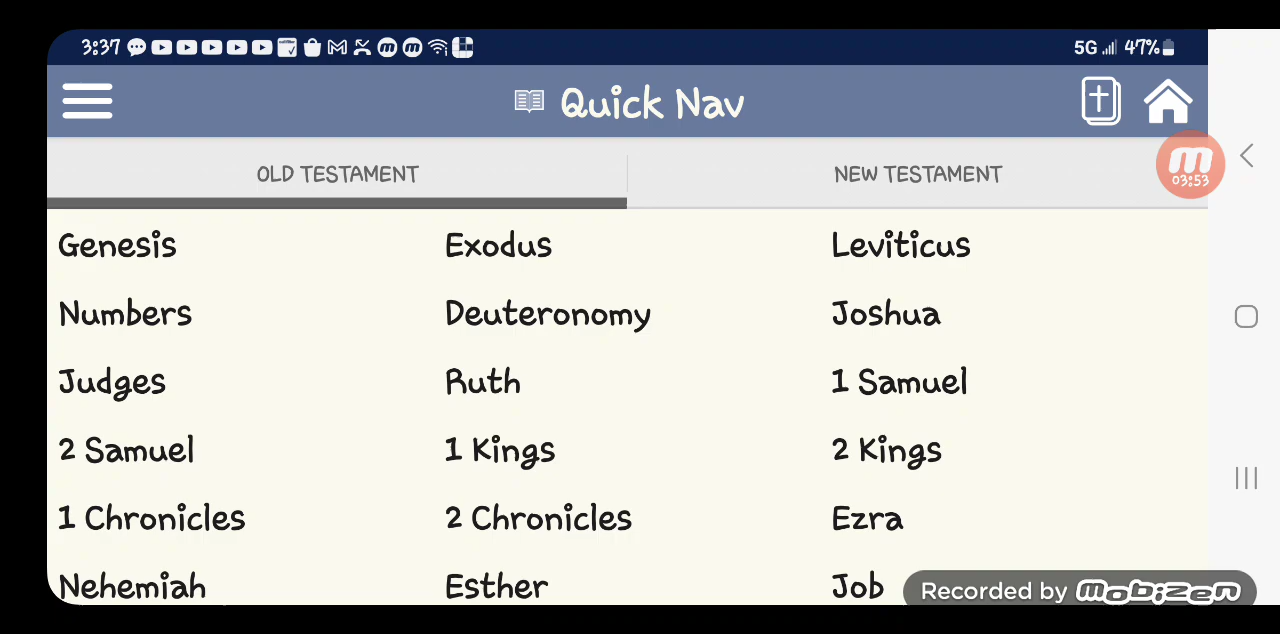 3:37 5G 47%
Quick Nav
OLD TESTAMENT NEW TESTAMENT
m 03:53
Genesis Exodus Leviticus
Numbers Deuteronomy Joshua
Judges Ruth 1 Samuel
2 Samuel 1 Kings 2 Kings
1 Chronicles 2 Chronicles Ezra
Nehemiah Esther Job
Recorded by mobizen